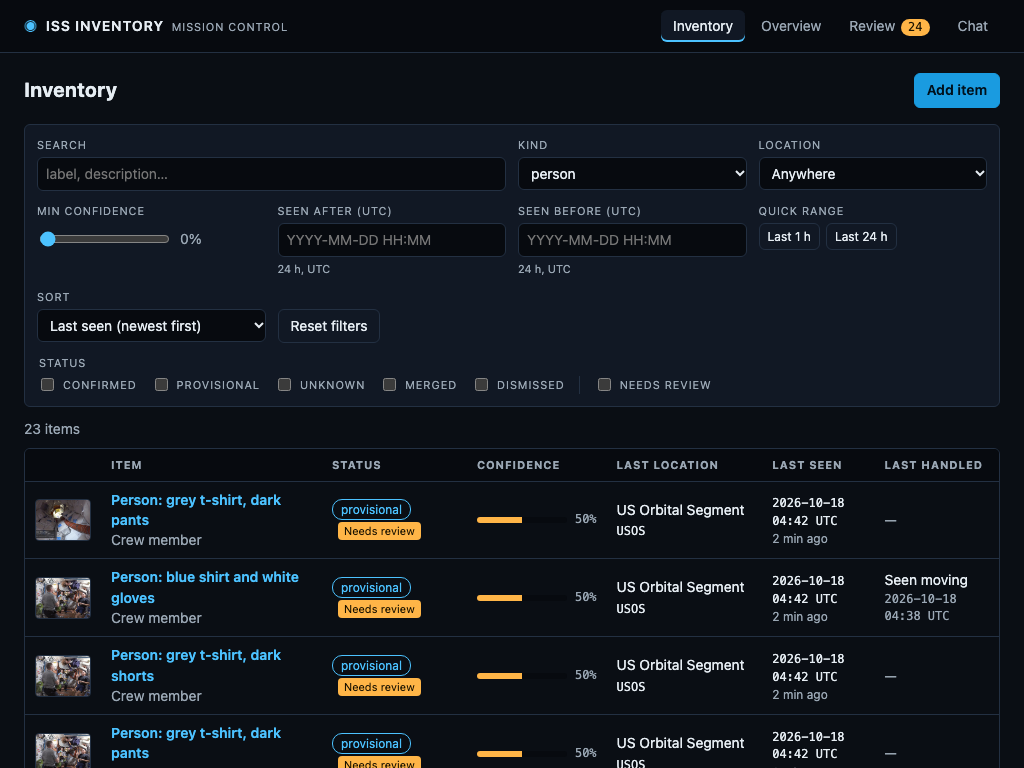 ISS INVENTORY MISSION CONTROL
Inventory Overview Review 24 Chat
Inventory
Add item
SEARCH KIND LOCATION
label, description... person Anywhere
MIN CONFIDENCE SEEN AFTER (UTC) SEEN BEFORE (UTC) QUICK RANGE
0% YYYY-MM-DD HH:MM YYYY-MM-DD HH:MM Last 1 h Last 24 h
24 h, UTC 24 h, UTC
SORT
Last seen (newest first) Reset filters
STATUS
CONFIRMED PROVISIONAL UNKNOWN MERGED DISMISSED NEEDS REVIEW
23 items
ITEM STATUS CONFIDENCE LAST LOCATION LAST SEEN LAST HANDLED
Person: grey t-shirt, dark
pants
Crew member
provisional
Needs review
50%
US Orbital Segment
USOS
2026-10-18
04:42 UTC
2 min ago
—
Person: blue shirt and white
gloves
Crew member
provisional
Needs review
50%
US Orbital Segment
USOS
2026-10-18
04:42 UTC
2 min ago
Seen moving
2026-10-18
04:38 UTC
Person: grey t-shirt, dark
shorts
Crew member
provisional
Needs review
50%
US Orbital Segment
USOS
2026-10-18
04:42 UTC
2 min ago
—
Person: grey t-shirt, dark
pants
provisional
Needs review
50%
US Orbital Segment
USOS
2026-10-18
04:42 UTC
—